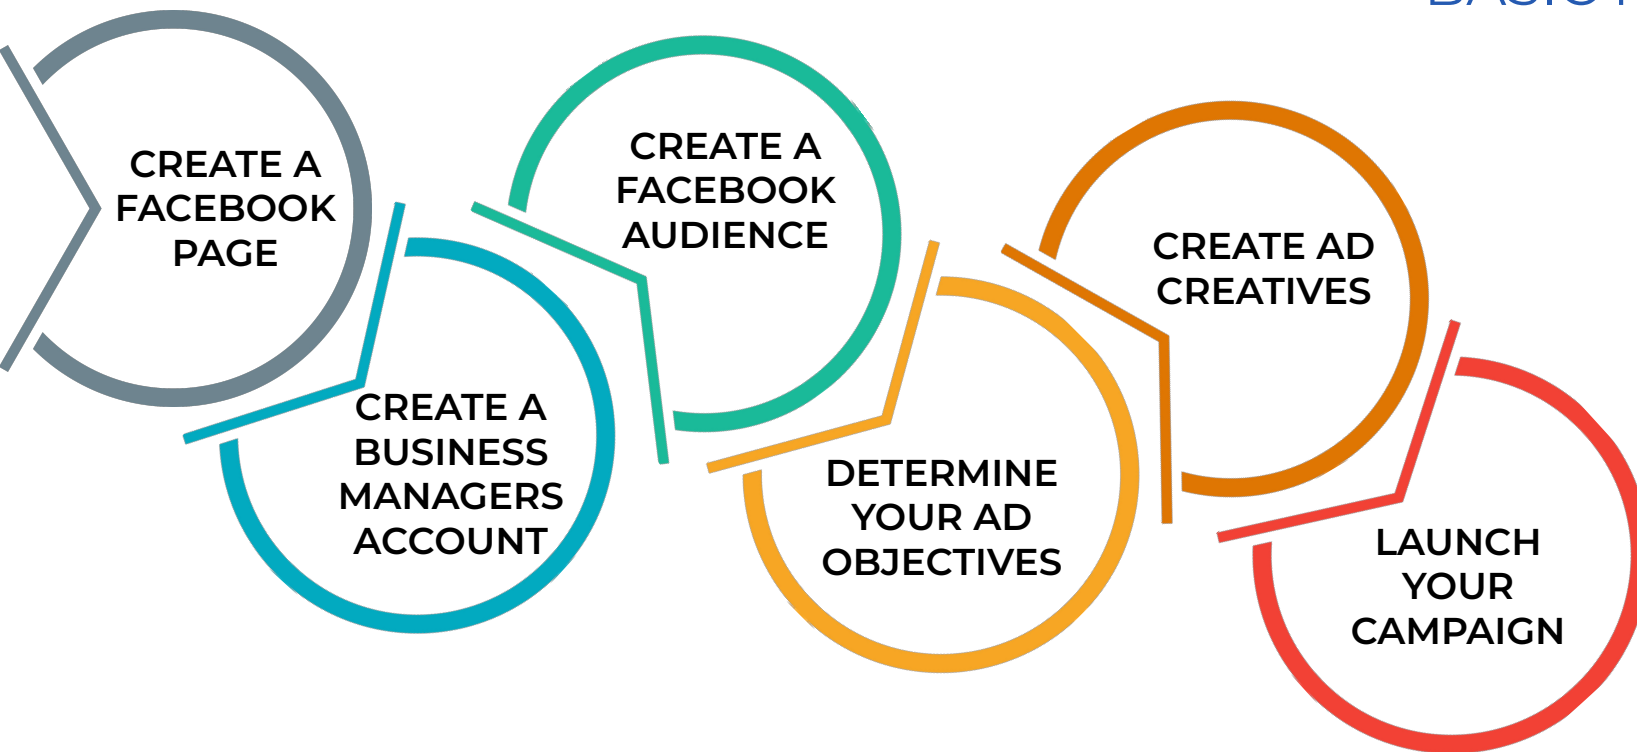 BASIC
CREATE A
FACEBOOK
PAGE
CREATE A
BUSINESS
MANAGERS
ACCOUNT
CREATE A
FACEBOOK
AUDIENCE
DETERMINE
YOUR AD
OBJECTIVES
CREATE AD
CREATIVES
LAUNCH
YOUR
CAMPAIGN